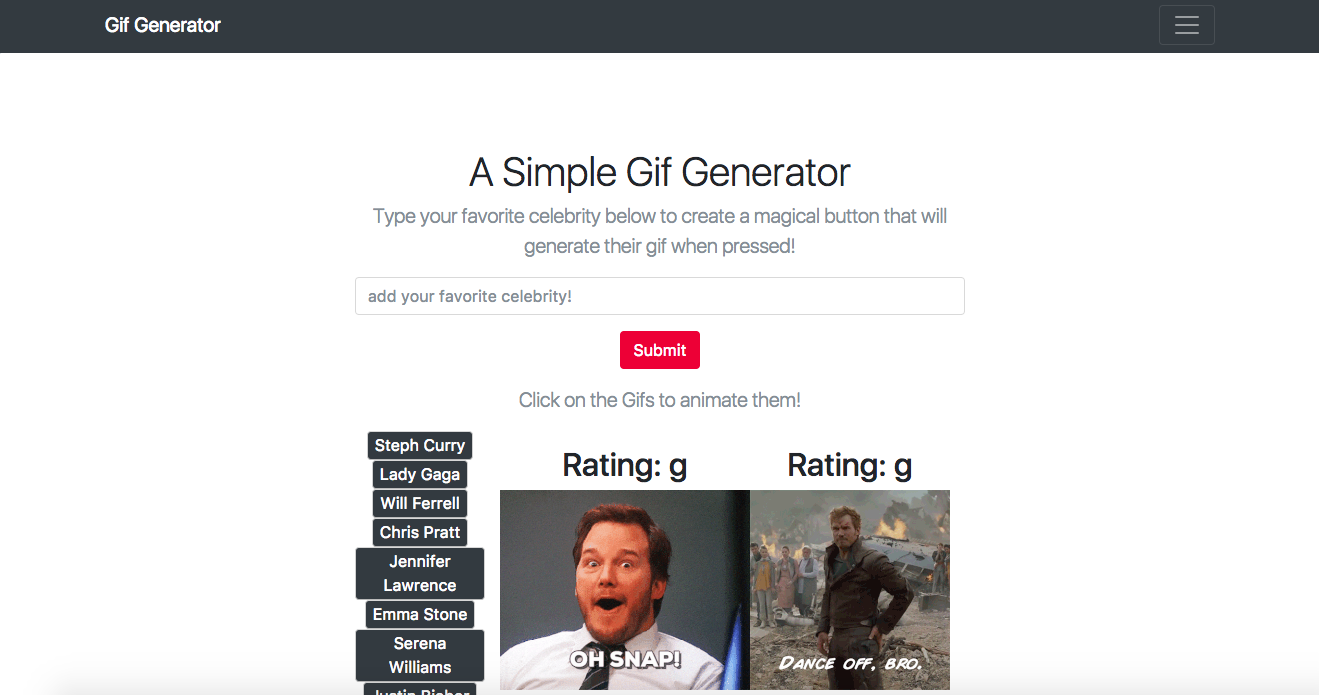 Gif Generator
A Simple Gif Generator
Type your favorite celebrity below to create a magical button that will
generate their gif when pressed!
add your favorite celebrity!
Submit
Click on the Gifs to animate them!
Steph Curry
Lady Gaga
Will Ferrell
Chris Pratt
Jennifer
Lawrence
Emma Stone
Serena
Williams
Justin Bieber
Rating: g
OH SNAP!
Rating: g
DANCE OFF, BRO.